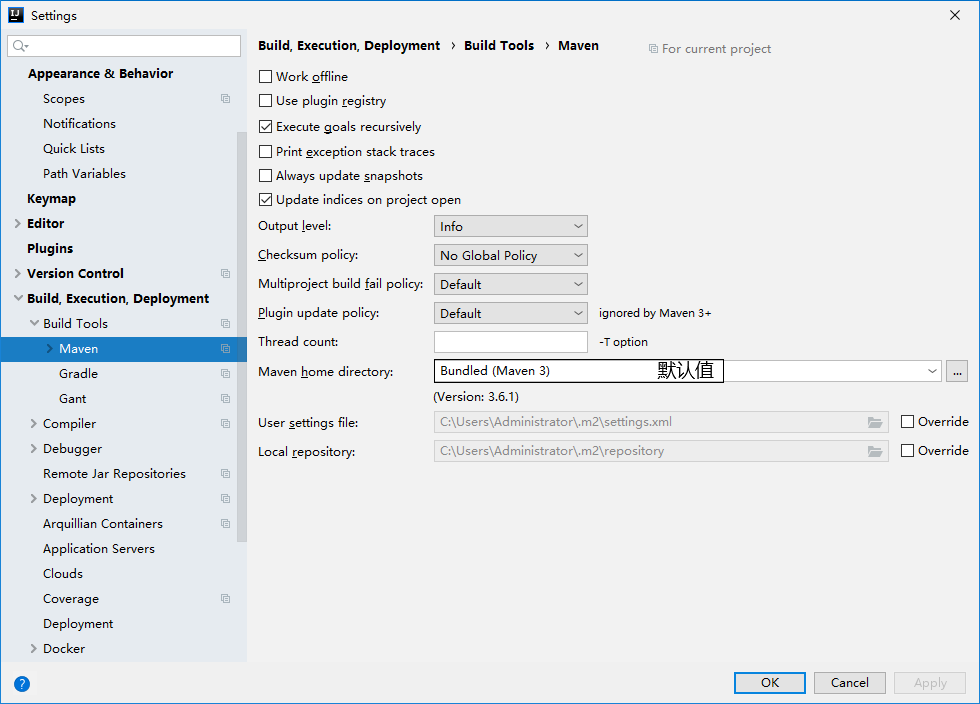 Settings
Appearance & Behavior
Scopes
Notifications
Quick Lists
Path Variables
Keymap
Editor
Plugins
Version Control
Build, Execution, Deployment
Build Tools
Maven
Gradle
Gant
Compiler
Debugger
Remote Jar Repositories
Deployment
Arquillian Containers
Application Servers
Clouds
Coverage
Deployment
Docker
Build, Execution, Deployment › Build Tools › Maven
For current project
Work offline
Use plugin registry
Execute goals recursively
Print exception stack traces
Always update snapshots
Update indices on project open
Output level: Info
Checksum policy: No Global Policy
Multiproject build fail policy: Default
Plugin update policy: Default ignored by Maven 3+
Thread count: -T option
Maven home directory: Bundled (Maven 3) 默认值 ...
(Version: 3.6.1)
User settings file: C:\Users\Administrator\.m2\settings.xml Override
Local repository: C:\Users\Administrator\.m2\repository Override
? OK Cancel Apply